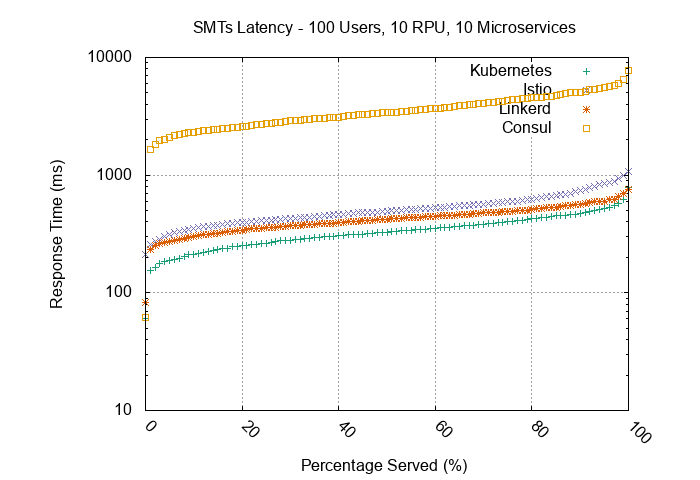 SMTs Latency - 100 Users, 10 RPU, 10 Microservices
10000
Kubernetes
Istio
Linkerd
Consul
1000
Response Time (ms)
100
10
0
20
40
60
80
100
Percentage Served (%)